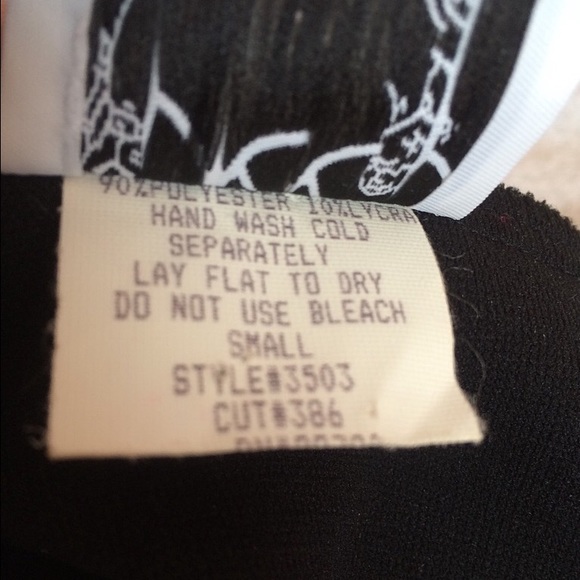 90%POLYESTER 10%LYCRA
HAND WASH COLD
SEPARATELY
LAY FLAT TO DRY
DO NOT USE BLEACH
SMALL
STYLE#3503
CUT#386